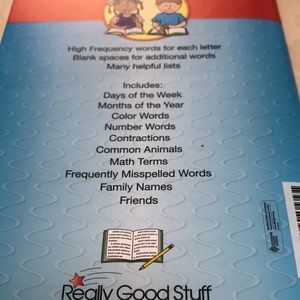 High Frequency words for each letter
Blank spaces for additional words
Many helpful lists
Includes:
Days of the Week
Months of the Year
Color Words
Number Words
Contractions
Common Animals
Math Terms
Frequently Misspelled Words
Family Names
Friends
Really Good Stuff